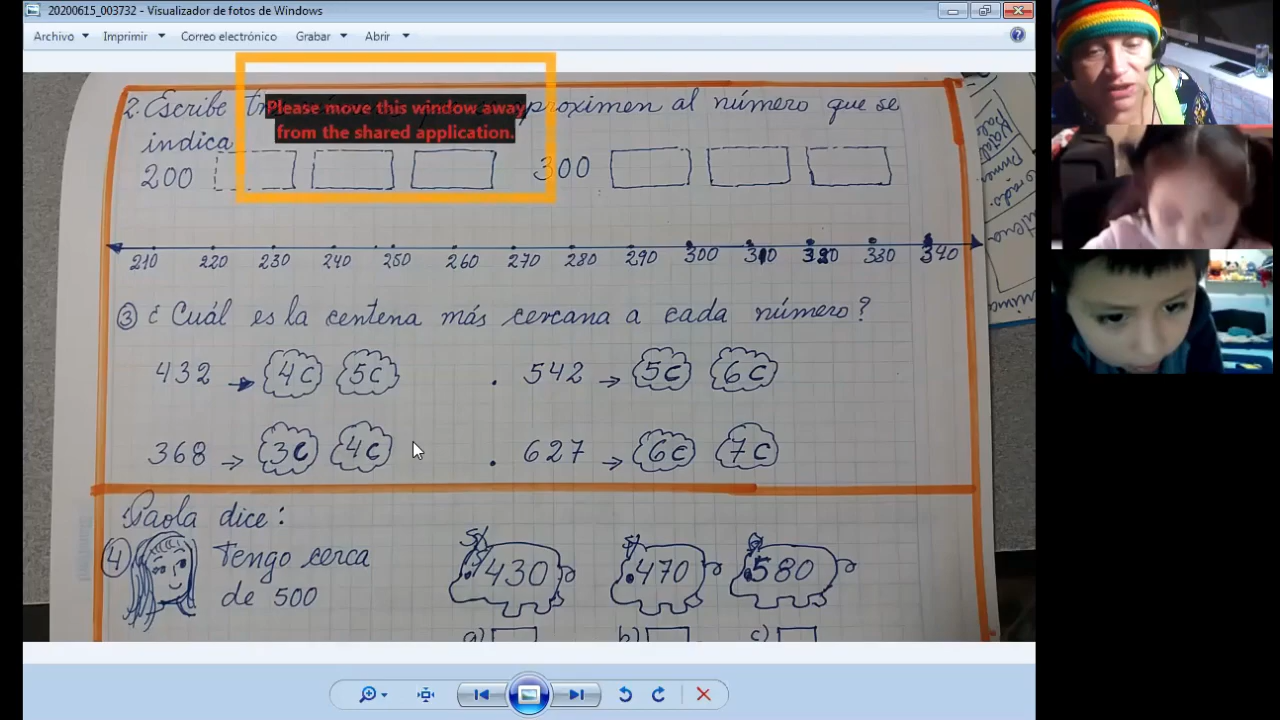 20200615_003732 - Visualizador de fotos de Windows
Archivo Imprimir Correo electrónico Grabar Abrir
2. Escribe
Please move this window away
from the shared application.
al número que se
indica
200 300
210 220 230 240 250 260 270 280 290 300 310 320 330 340
③ ¿Cuál es la centena más cercana a cada número?
432 → 4c 5c . 542 → 5c 6c
368 → 3c 4c . 627 → 6c 7c
Paola dice:
④ Tengo cerca 430 470 580
de 500
a) b) c)